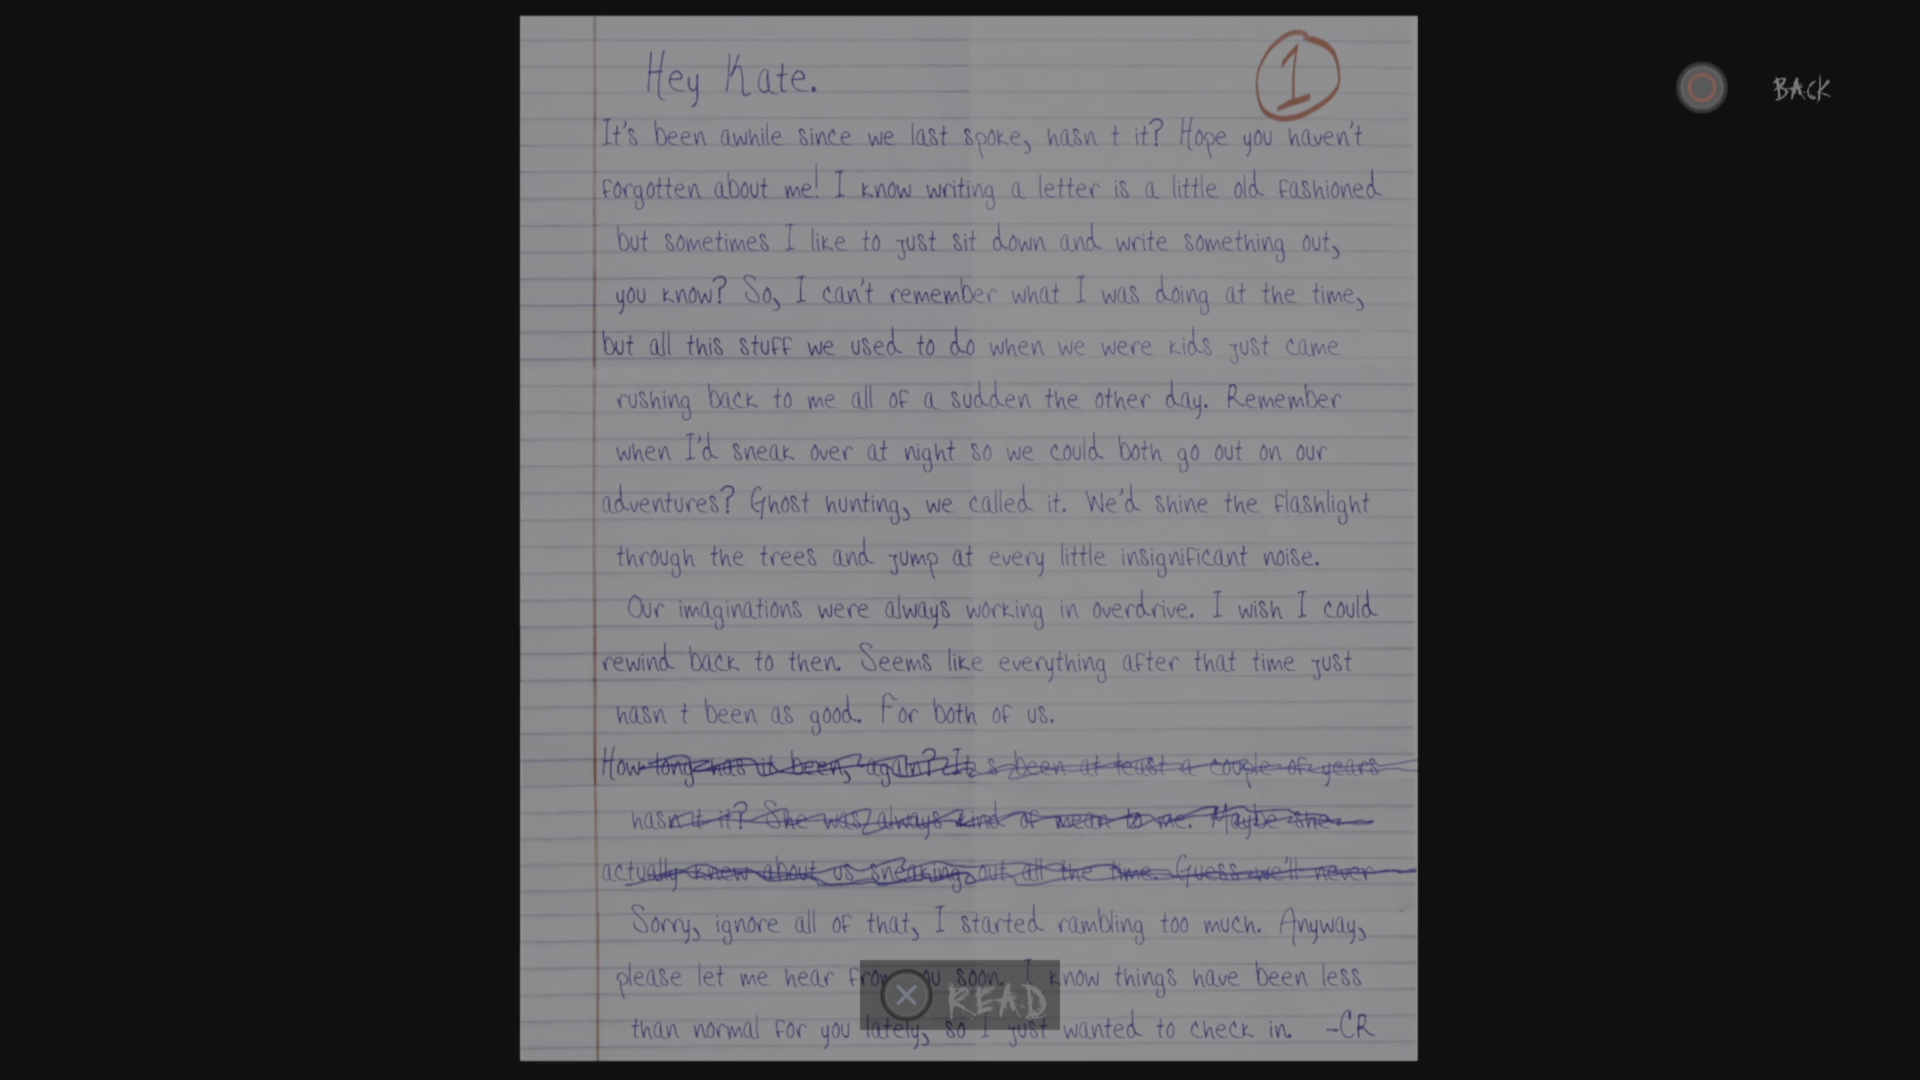 Hey Kate.
1
BACK
It's been awhile since we last spoke, hasn t it? Hope you haven't
forgotten about me! I know writing a letter is a little old fashioned
but sometimes I like to just sit down and write something out,
you know? So, I can't remember what I was doing at the time,
but all this stuff we used to do when we were kids just came
rushing back to me all of a sudden the other day. Remember
when I'd sneak over at night so we could both go out on our
adventures? Ghost hunting, we called it. We'd shine the flashlight
through the trees and jump at every little insignificant noise.
Our imaginations were always working in overdrive. I wish I could
rewind back to then. Seems like everything after that time just
hasn t been as good. For both of us.
How long has it been, again? It s been at least a couple of years
hasn t it? She was always kind of mean to me. Maybe she
actually knew about us sneaking out all the time. Guess we'll never
Sorry, ignore all of that, I started rambling too much. Anyway,
please let me hear from you soon. I know things have been less
than normal for you lately, so I just wanted to check in. -CR
READ